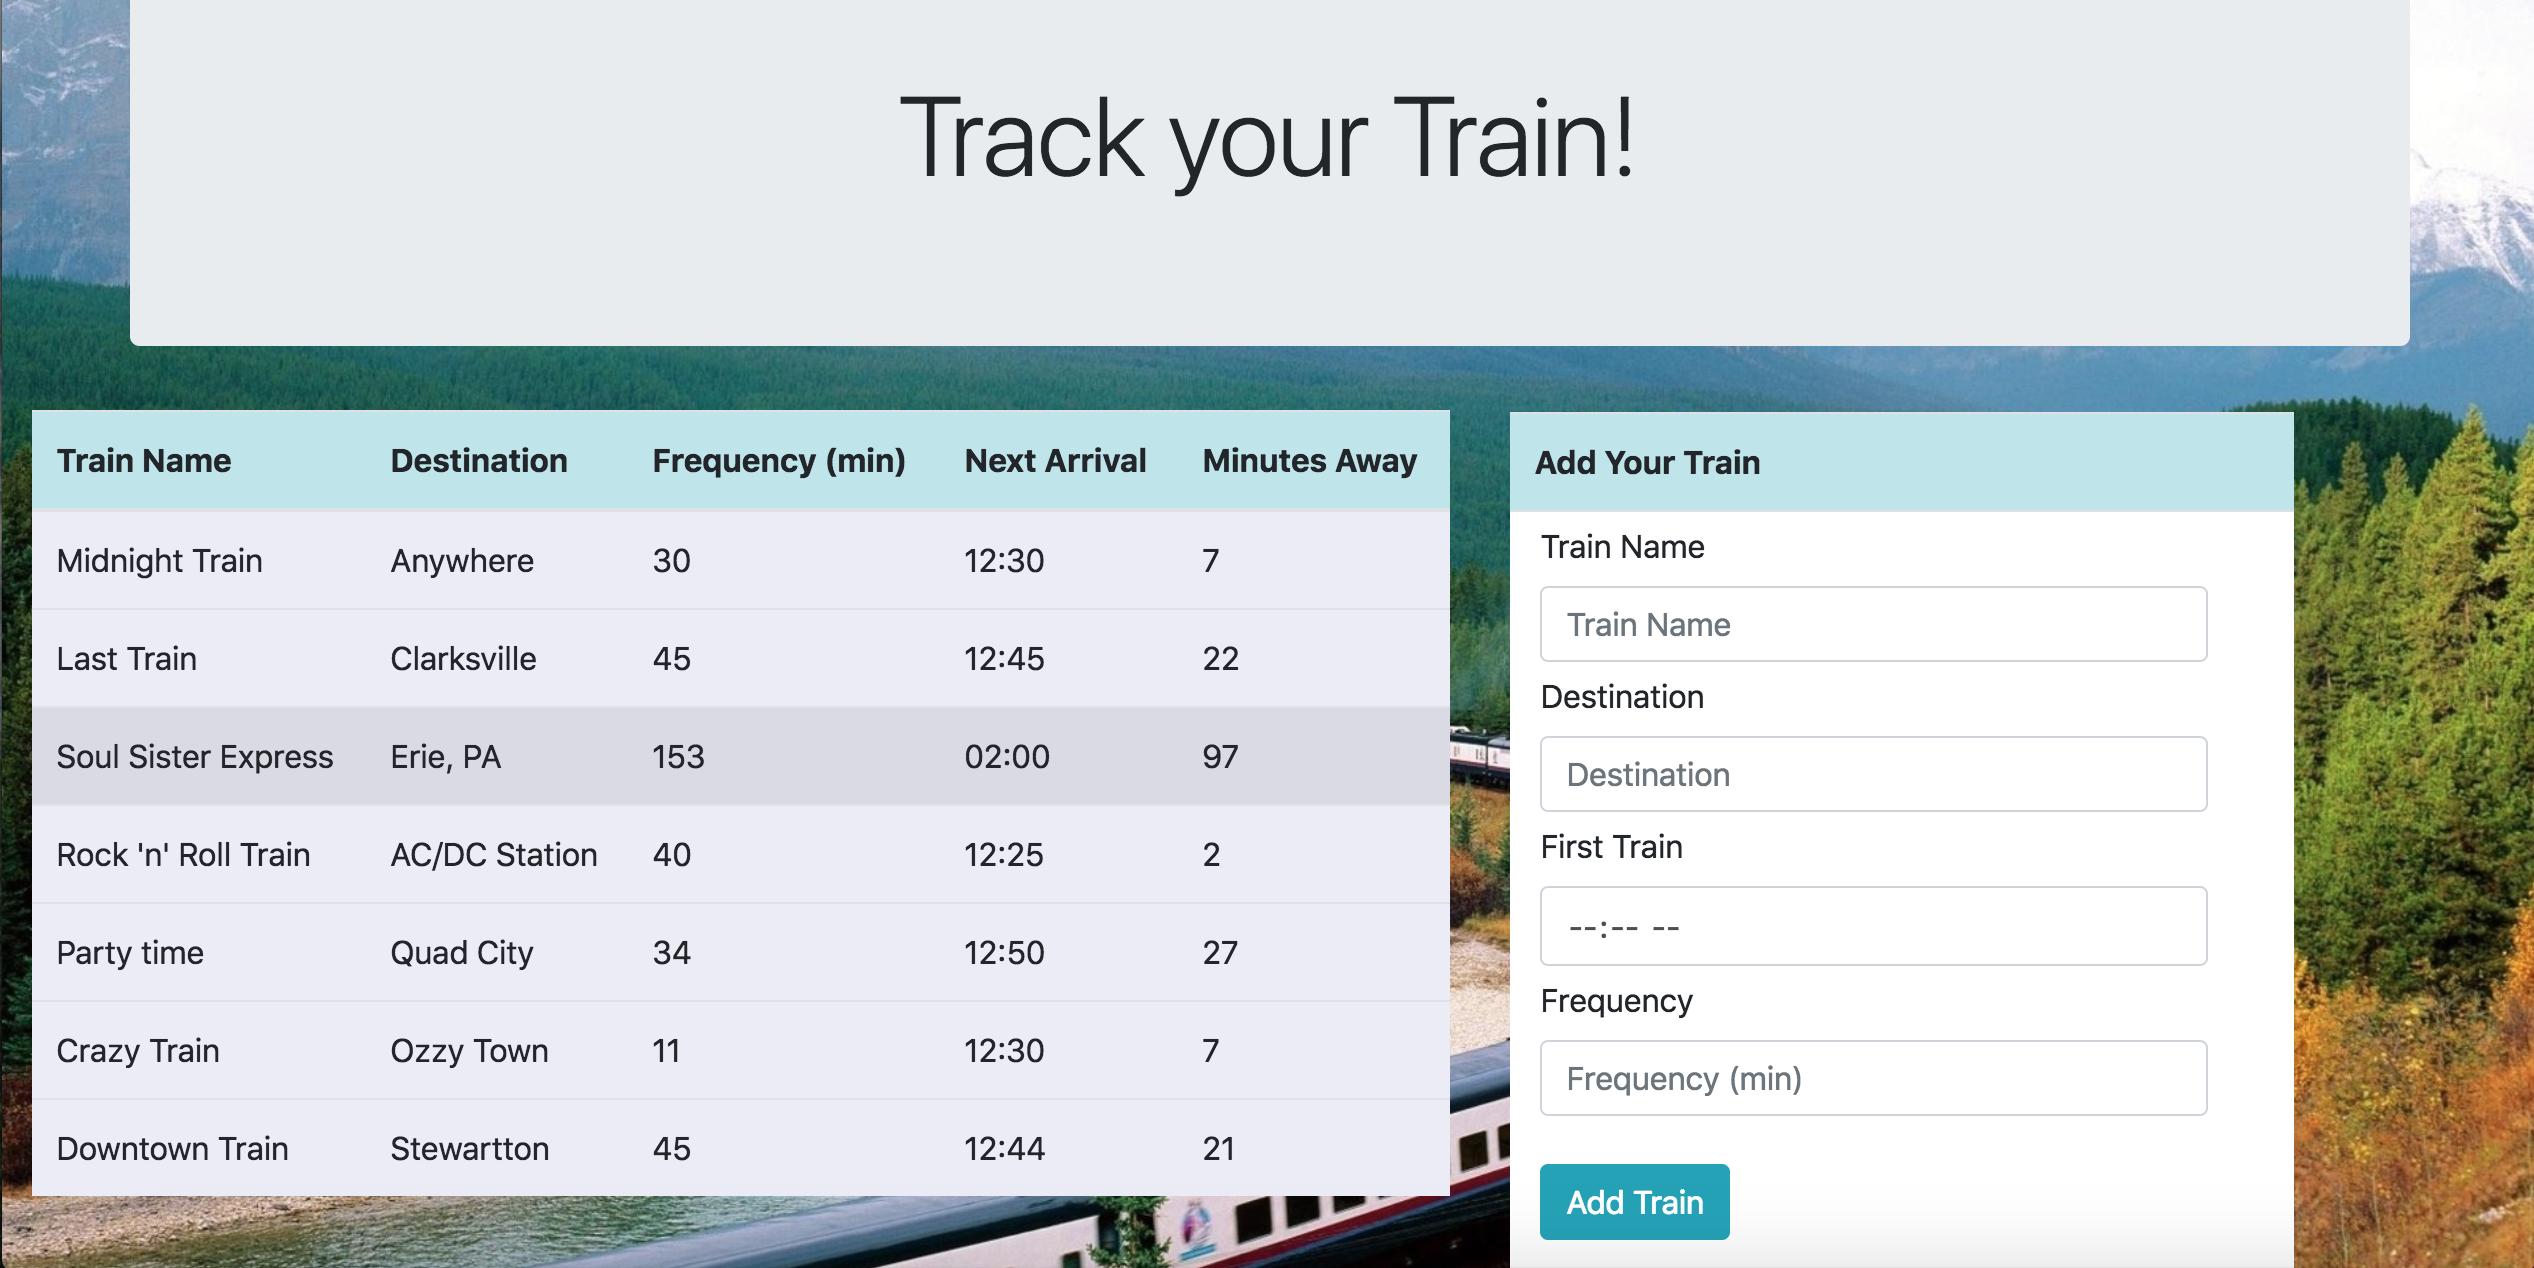 Track your Train!
Train Name Destination Frequency (min) Next Arrival Minutes Away
Midnight Train Anywhere 30 12:30 7
Last Train Clarksville 45 12:45 22
Soul Sister Express Erie, PA 153 02:00 97
Rock 'n' Roll Train AC/DC Station 40 12:25 2
Party time Quad City 34 12:50 27
Crazy Train Ozzy Town 11 12:30 7
Downtown Train Stewartton 45 12:44 21
Add Your Train
Train Name
Train Name
Destination
Destination
First Train
--:-- --
Frequency
Frequency (min)
Add Train